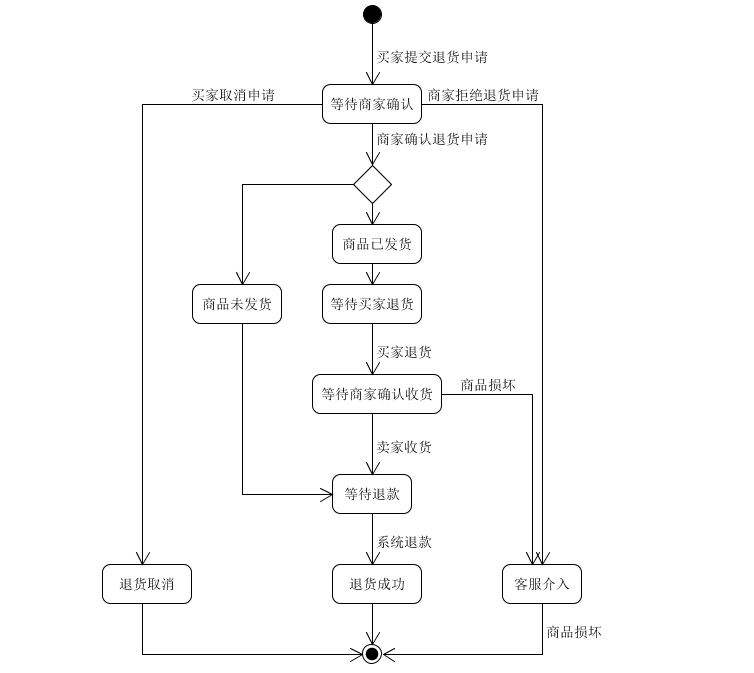 买家提交退货申请
买家取消申请
等待商家确认
商家拒绝退货申请
商家确认退货申请
商品已发货
商品未发货
等待买家退货
买家退货
商品损坏
等待商家确认收货
卖家收货
等待退款
系统退款
退货取消
退货成功
客服介入
商品损坏